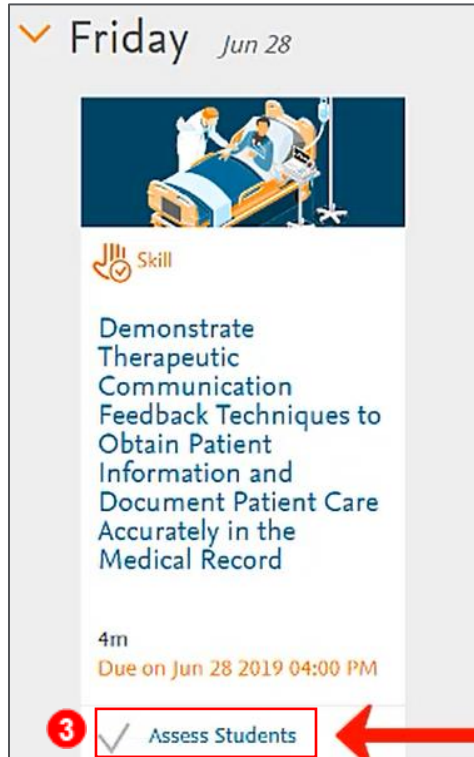 Friday Jun 28
Skill
Demonstrate
Therapeutic
Communication
Feedback Techniques to
Obtain Patient
Information and
Document Patient Care
Accurately in the
Medical Record
4m
Due on Jun 28 2019 04:00 PM
3 Assess Students